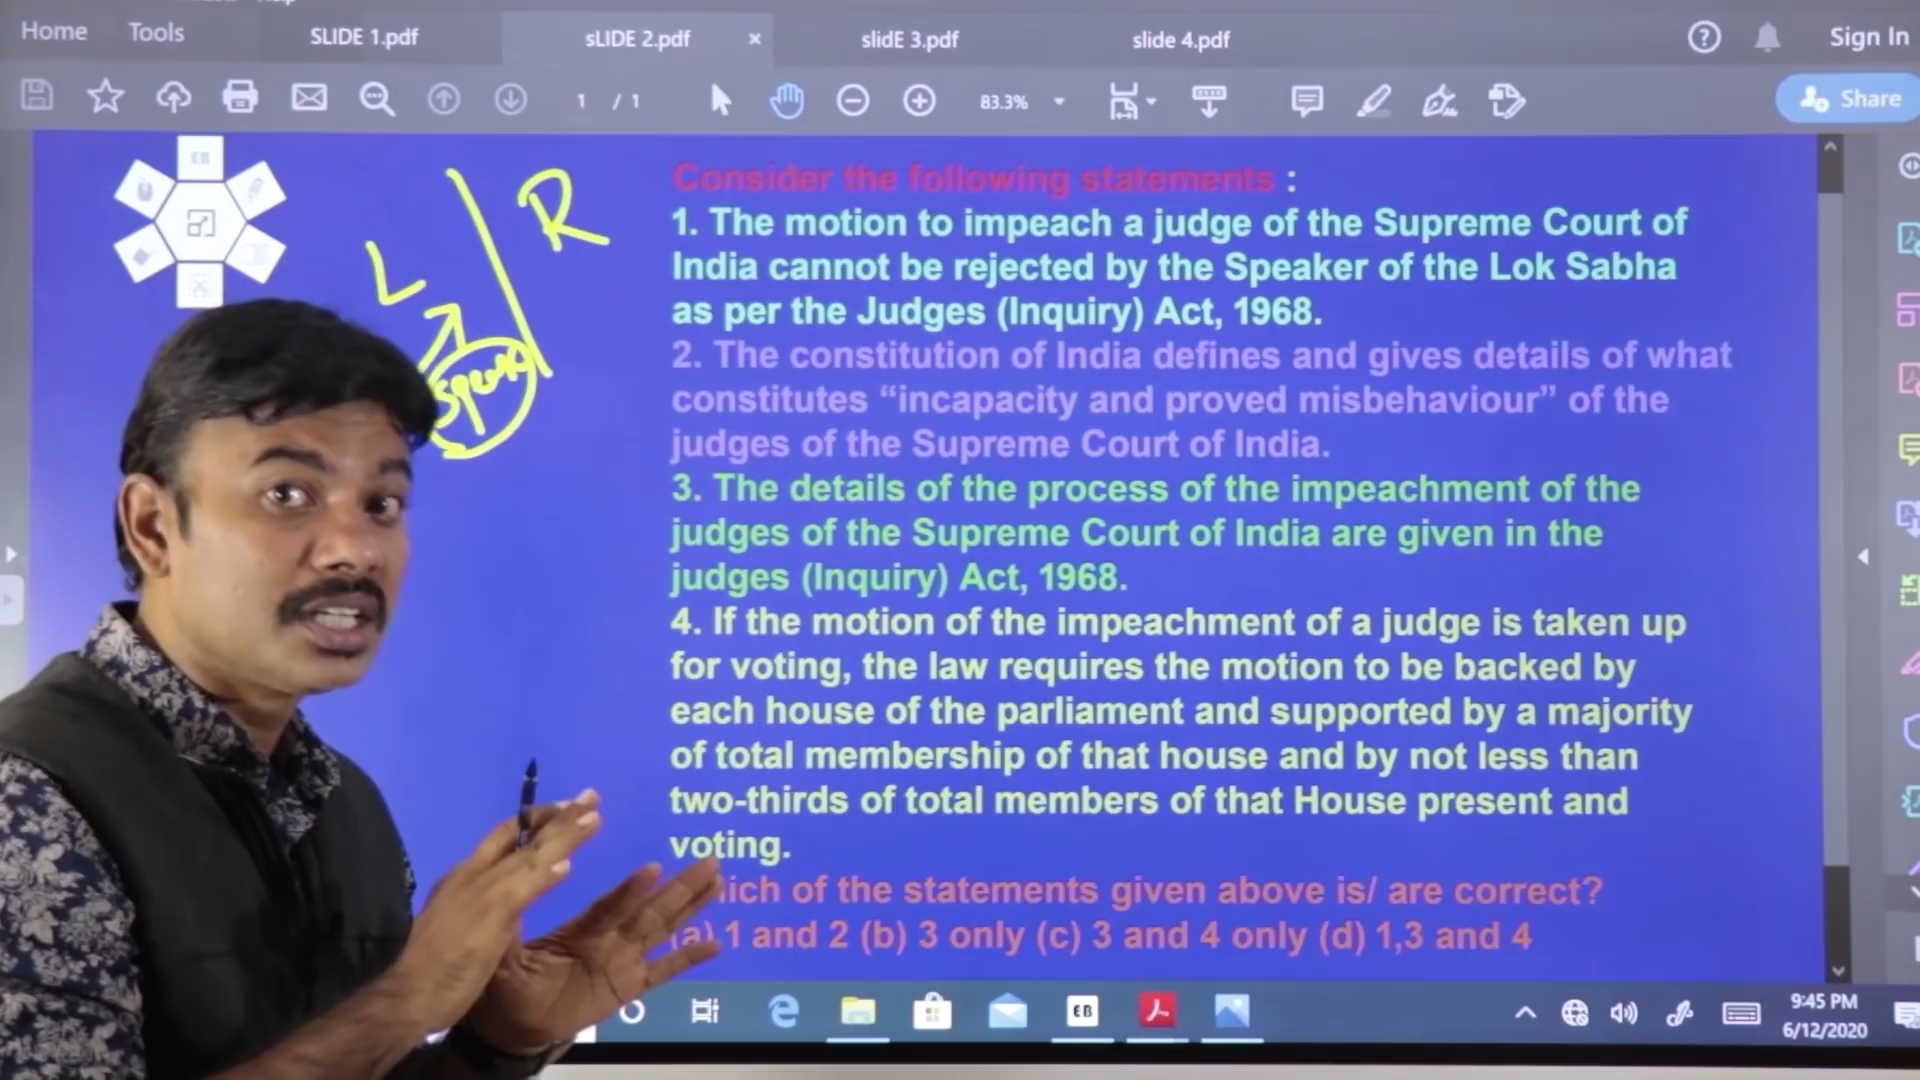 Home Tools SLIDE 1.pdf sLIDE 2.pdf × slidE 3.pdf slide 4.pdf Sign In
1 / 1 83.3% Share
EB
L R
Consider the following statements :
1. The motion to impeach a judge of the Supreme Court of
India cannot be rejected by the Speaker of the Lok Sabha
as per the Judges (Inquiry) Act, 1968.
2. The constitution of India defines and gives details of what
constitutes “incapacity and proved misbehaviour” of the
judges of the Supreme Court of India.
3. The details of the process of the impeachment of the
judges of the Supreme Court of India are given in the
judges (Inquiry) Act, 1968.
4. If the motion of the impeachment of a judge is taken up
for voting, the law requires the motion to be backed by
each house of the parliament and supported by a majority
of total membership of that house and by not less than
two-thirds of total members of that House present and
voting.
hich of the statements given above is/ are correct?
(a) 1 and 2 (b) 3 only (c) 3 and 4 only (d) 1,3 and 4
EB
9:45 PM
6/12/2020